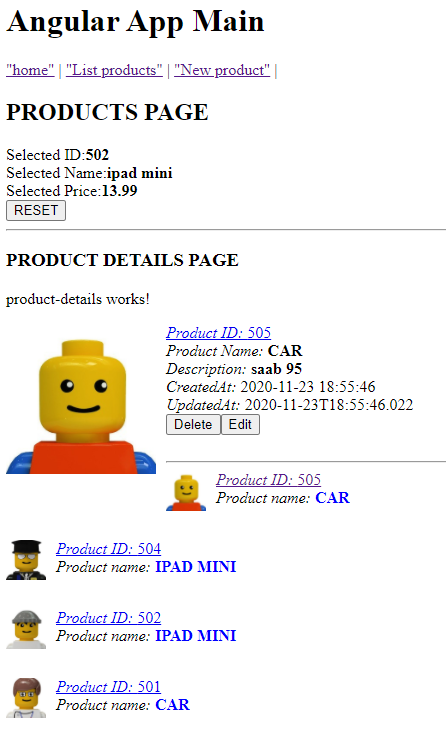 Angular App Main
"home" | "List products" | "New product" |
PRODUCTS PAGE
Selected ID:502
Selected Name:ipad mini
Selected Price:13.99
RESET
PRODUCT DETAILS PAGE
product-details works!
Product ID: 505
Product Name: CAR
Description: saab 95
CreatedAt: 2020-11-23 18:55:46
UpdatedAt: 2020-11-23T18:55:46.022
Delete Edit
Product ID: 505
Product name: CAR
Product ID: 504
Product name: IPAD MINI
Product ID: 502
Product name: IPAD MINI
Product ID: 501
Product name: CAR